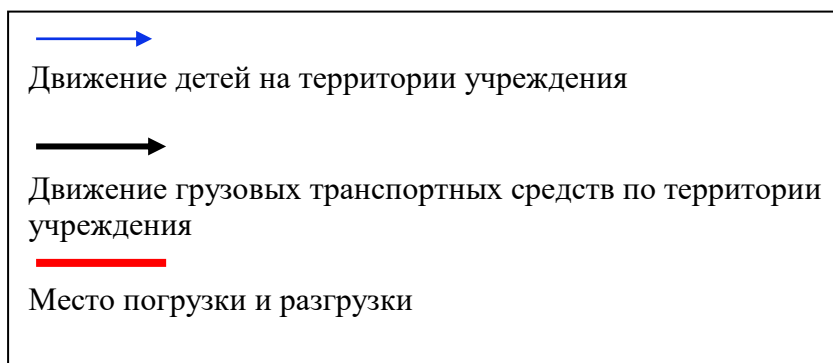 Движение детей на территории учреждения
Движение грузовых транспортных средств по территории
учреждения
Место погрузки и разгрузки